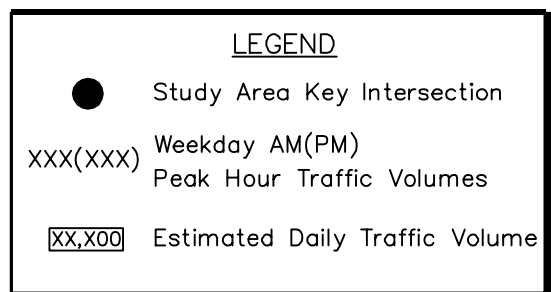 LEGEND
Study Area Key Intersection
XXX(XXX) Weekday AM(PM)
Peak Hour Traffic Volumes
XX,X00 Estimated Daily Traffic Volume